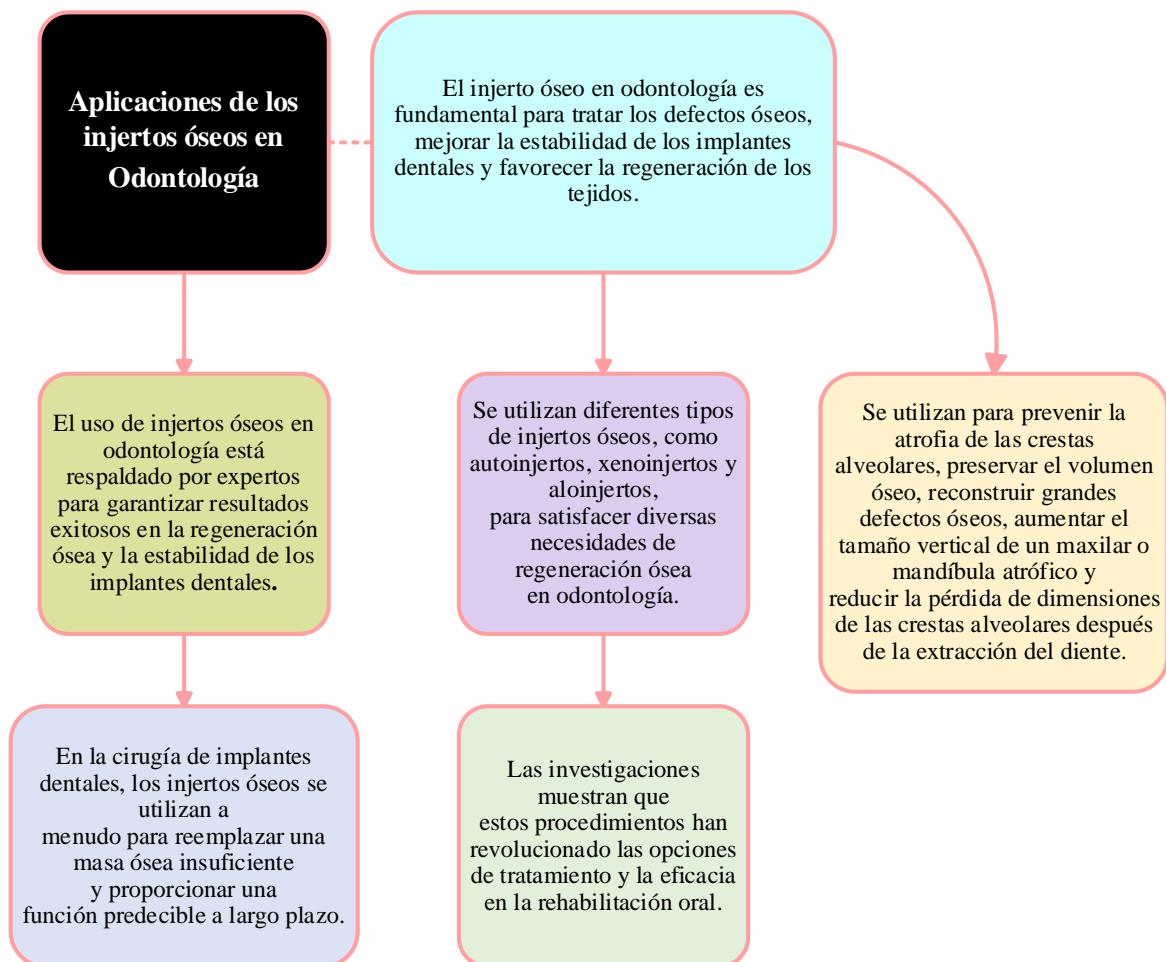 Aplicaciones de los
injertos óseos en
Odontología
El injerto óseo en odontología es
fundamental para tratar los defectos óseos,
mejorar la estabilidad de los implantes
dentales y favorecer la regeneración de los
tejidos.
El uso de injertos óseos en
odontología está
respaldado por expertos
para garantizar resultados
exitosos en la regeneración
ósea y la estabilidad de los
implantes dentales.
Se utilizan diferentes tipos
de injertos óseos, como
autoinjertos, xenoinjertos y
aloinjertos,
para satisfacer diversas
necesidades de
regeneración ósea
en odontología.
Se utilizan para prevenir la
atrofia de las crestas
alveolares, preservar el volumen
óseo, reconstruir grandes
defectos óseos, aumentar el
tamaño vertical de un maxilar o
mandíbula atrófico y
reducir la pérdida de dimensiones
de las crestas alveolares después
de la extracción del diente.
En la cirugía de implantes
dentales, los injertos óseos se
utilizan a
menudo para reemplazar una
masa ósea insuficiente
y proporcionar una
función predecible a largo plazo.
Las investigaciones
muestran que
estos procedimientos han
revolucionado las opciones
de tratamiento y la eficacia
en la rehabilitación oral.